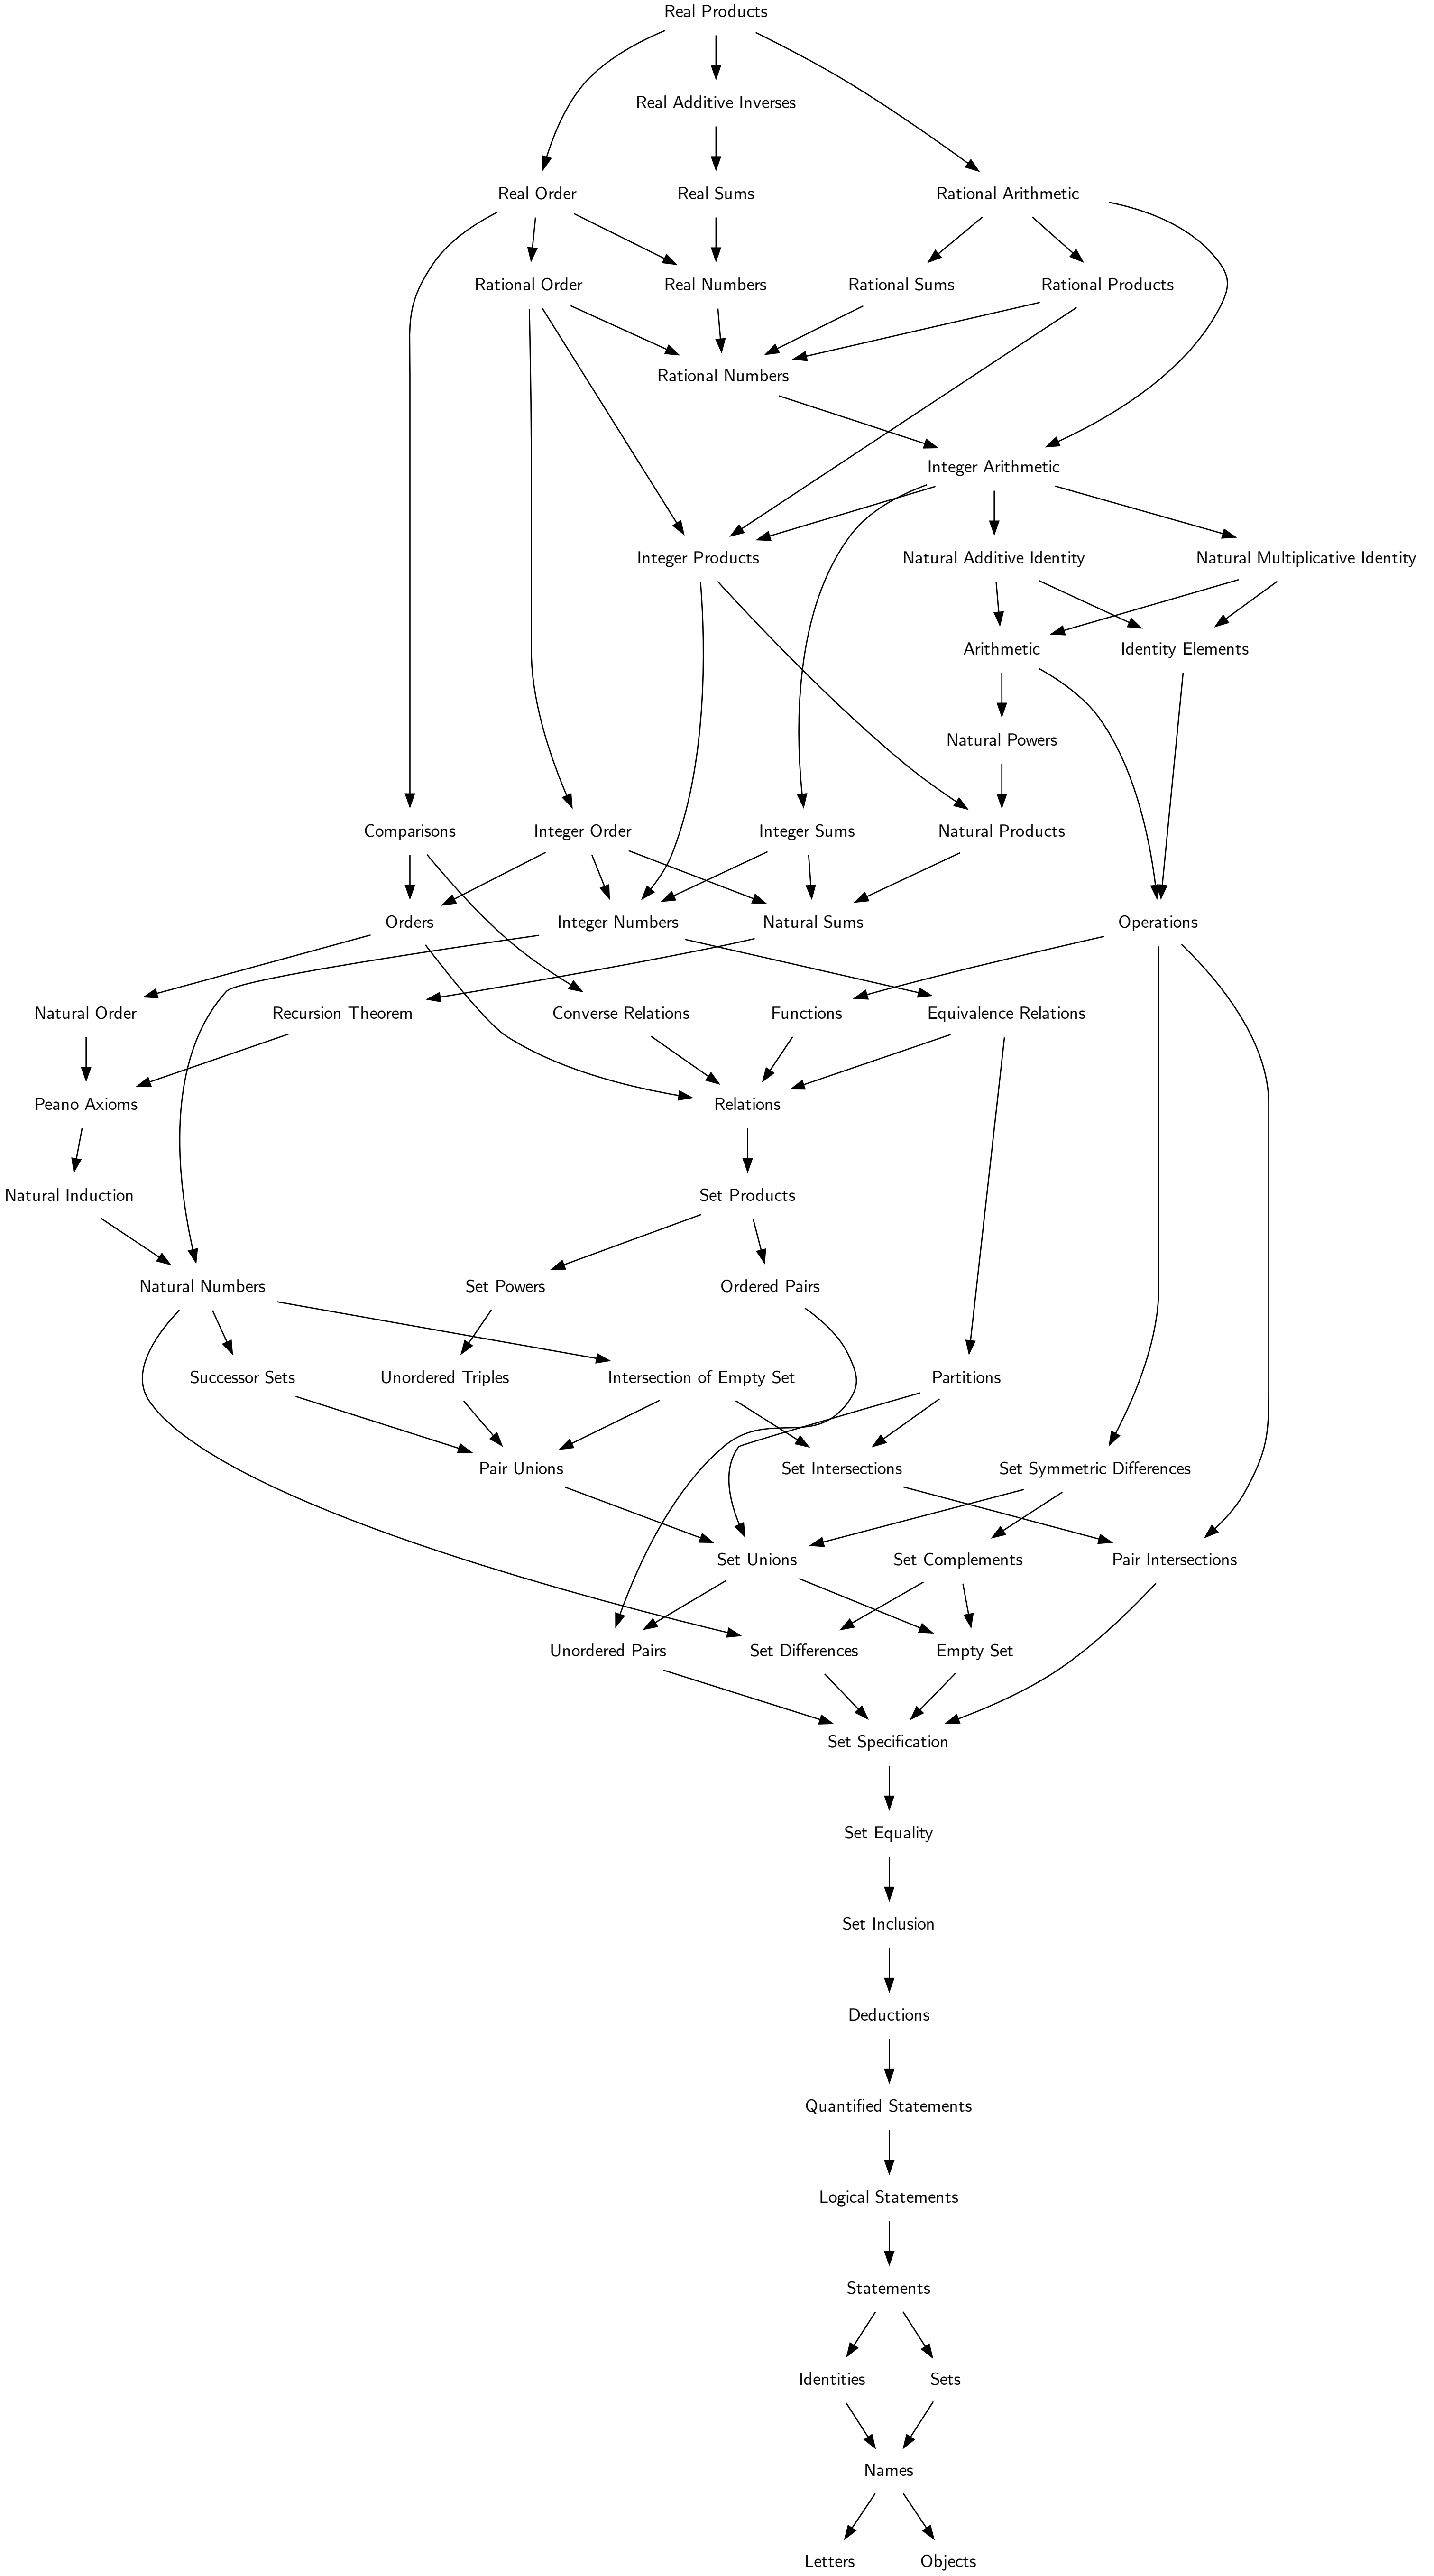 Real Products
Real Additive Inverses
Real Order
Real Sums
Rational Arithmetic
Rational Order
Real Numbers
Rational Sums
Rational Products
Rational Numbers
Integer Arithmetic
Integer Products
Natural Additive Identity
Natural Multiplicative Identity
Arithmetic
Identity Elements
Natural Powers
Comparisons
Integer Order
Integer Sums
Natural Products
Orders
Integer Numbers
Natural Sums
Operations
Natural Order
Recursion Theorem
Converse Relations
Functions
Equivalence Relations
Peano Axioms
Relations
Natural Induction
Set Products
Natural Numbers
Set Powers
Ordered Pairs
Successor Sets
Unordered Triples
Intersection of Empty Set
Partitions
Pair Unions
Set Intersections
Set Symmetric Differences
Set Unions
Set Complements
Pair Intersections
Unordered Pairs
Set Differences
Empty Set
Set Specification
Set Equality
Set Inclusion
Deductions
Quantified Statements
Logical Statements
Statements
Identities
Sets
Names
Letters
Objects